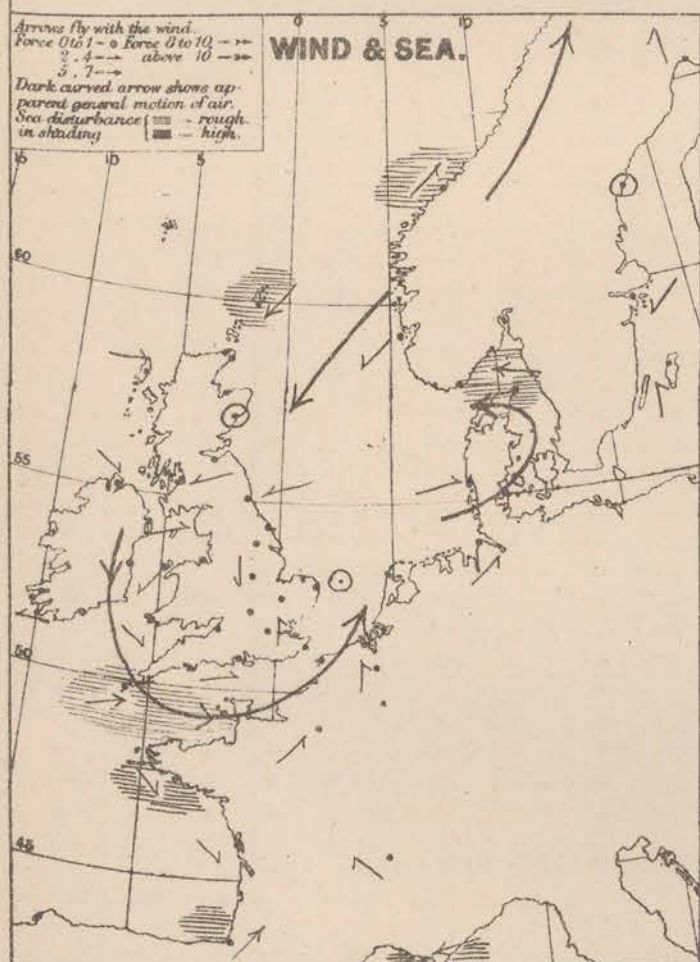 0 5 10
WIND & SEA.
Arrows fly with the wind.
Force 0 to 1 - Force 8 to 10, -
2 . 4 - above 10 -
5 . 7 -
Dark curved arrow shows ap-
parent general motion of air.
Sea disturbance { - rough.
in shading { - high.
15 10 5
60
55
50
45